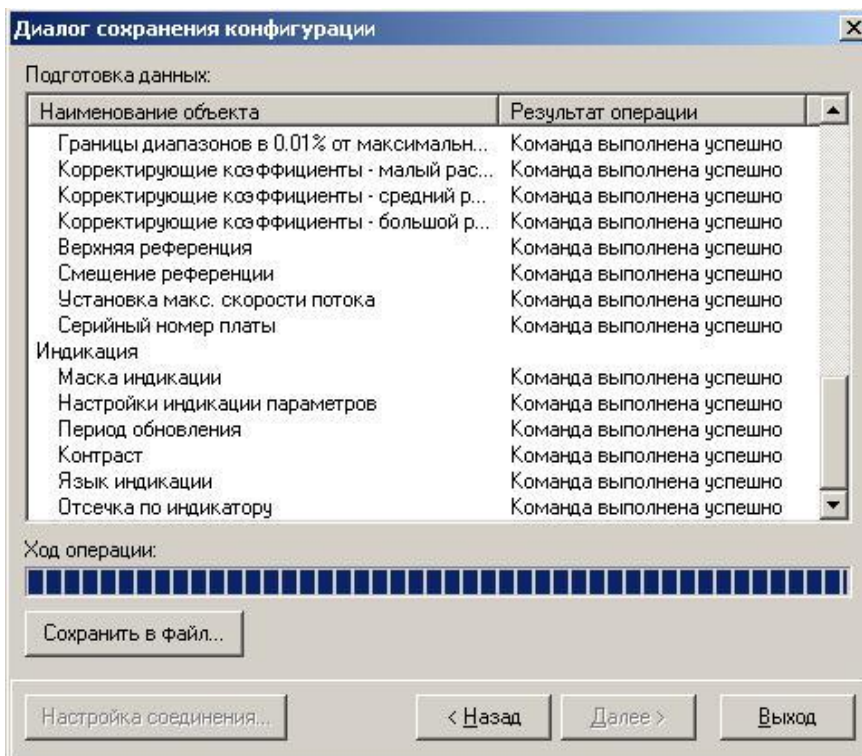 Диалог сохранения конфигурации
Подготовка данных:
Наименование объекта Результат операции
Границы диапазонов в 0.01% от максимальн... Команда выполнена успешно
Корректирующие коэффициенты - малый рас... Команда выполнена успешно
Корректирующие коэффициенты - средний р... Команда выполнена успешно
Корректирующие коэффициенты - большой р... Команда выполнена успешно
Верхняя референция Команда выполнена успешно
Смещение референции Команда выполнена успешно
Установка макс. скорости потока Команда выполнена успешно
Серийный номер платы Команда выполнена успешно
Индикация
Маска индикации Команда выполнена успешно
Настройки индикации параметров Команда выполнена успешно
Период обновления Команда выполнена успешно
Контраст Команда выполнена успешно
Язык индикации Команда выполнена успешно
Отсечка по индикатору Команда выполнена успешно
Ход операции:
Сохранить в файл...
Настройка соединения... < Назад Далее > Выход